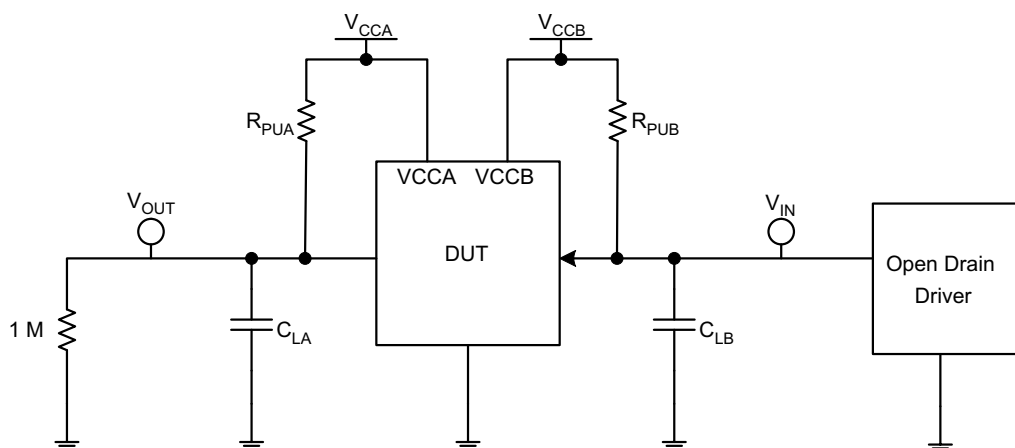 V_CCA
V_CCB
R_PUA
R_PUB
VCCA VCCB
V_OUT
V_IN
DUT
Open Drain
Driver
1 M
C_LA
C_LB